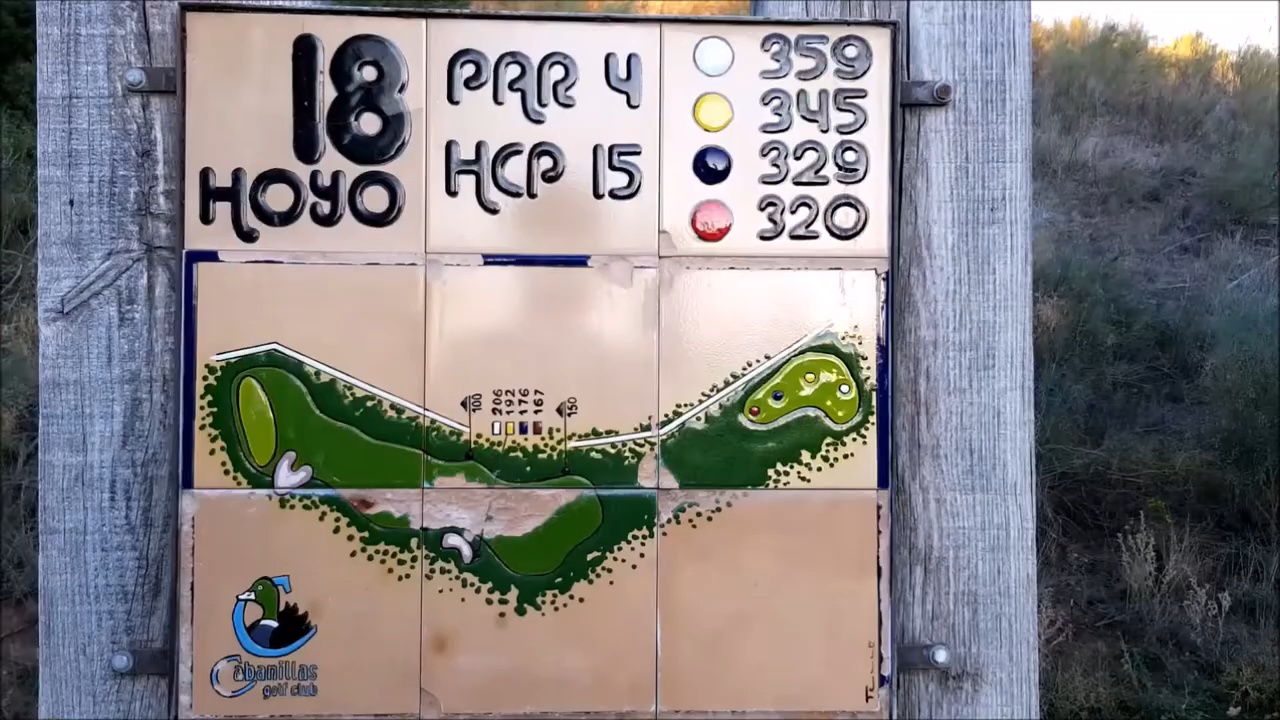 18
HOYO
PAR 4
HCP 15
359
345
329
320
100
206
192
176
167
150
Cabanillas
golf club